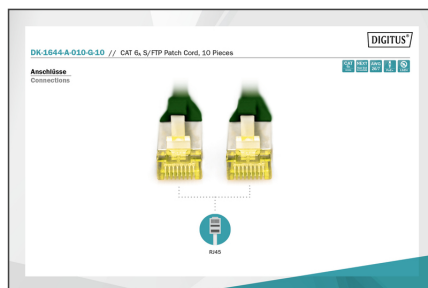 DIGITUS®
DK-1644-A-010-G-10 // CAT 6A S/FTP Patch Cord, 10 Pieces
Anschlüsse
Connections
RJ45